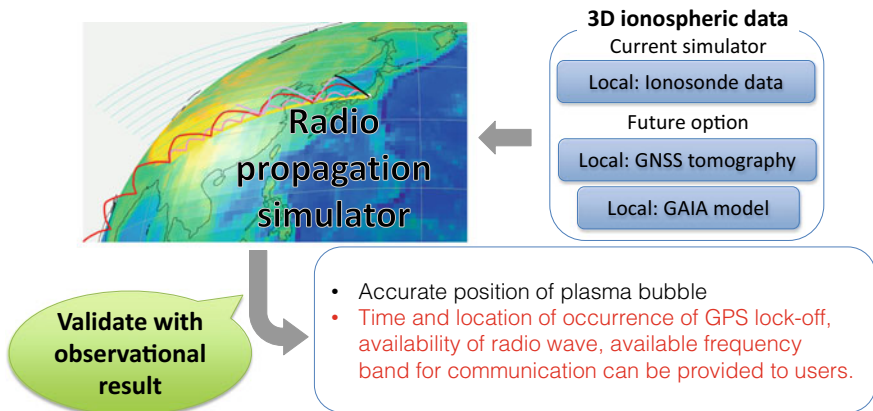 3D ionospheric data
Current simulator
Local: Ionosonde data
Future option
Local: GNSS tomography
Local: GAIA model
Radio
propagation
simulator
• Accurate position of plasma bubble
• Time and location of occurrence of GPS lock-off,
availability of radio wave, available frequency
band for communication can be provided to users.
Validate with
observational
result